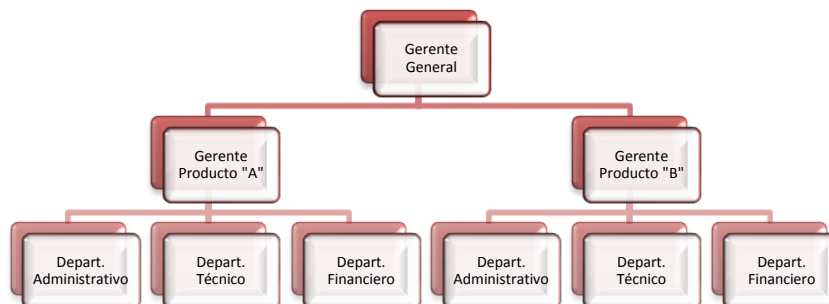 Gerente
General
Gerente
Producto "A"
Gerente
Producto "B"
Depart.
Administrativo
Depart.
Técnico
Depart.
Financiero
Depart.
Administrativo
Depart.
Técnico
Depart.
Financiero